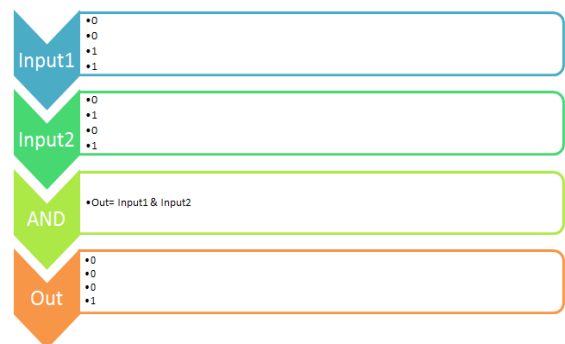 Input1
•0
•0
•1
•1
Input2
•0
•1
•0
•1
AND
•Out= Input1 & Input2
Out
•0
•0
•0
•1